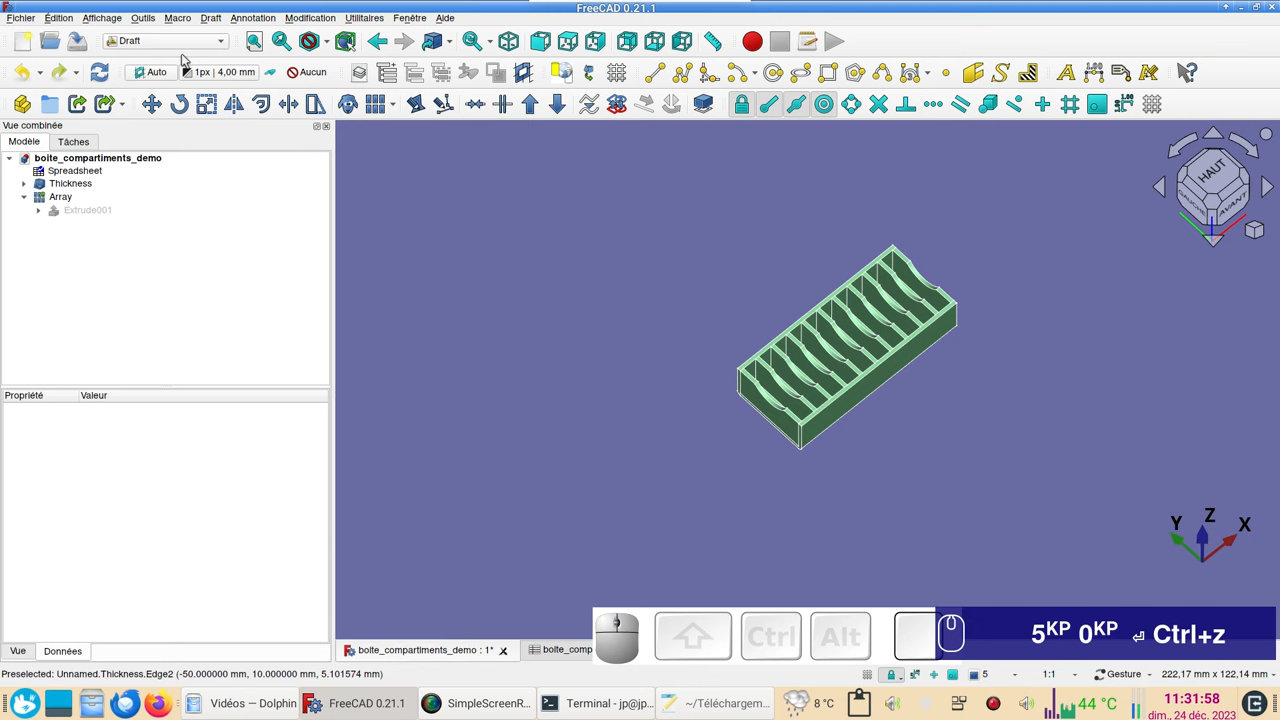 FreeCAD 0.21.1
Fichier Édition Affichage Outils Macro Draft Annotation Modification Utilitaires Fenêtre Aide
Draft
Auto 1px | 4,00 mm Aucun
Vue combinée
Modèle Tâches
boite_compartiments_demo
Spreadsheet
Thickness
Array
Extrude001
Propriété Valeur
HAUT
AVANT
Y Z X
5KP 0KP ⏎ Ctrl+z
Ctrl Alt
Vue Données
boite_compartiments_demo : 1* boite_comp
Preselected: Unnamed.Thickness.Edge2 (-50.000000 mm, 10.000000 mm, 5.101574 mm)
5 1:1 Gesture 222,17 mm x 122,14 mm
Vidéos — Dolphin FreeCAD 0.21.1 SimpleScreenR... Terminal - jp@jp... ~/Téléchargem... 8 °C 44 °C
11:31:58
dim., 24 déc. 2023